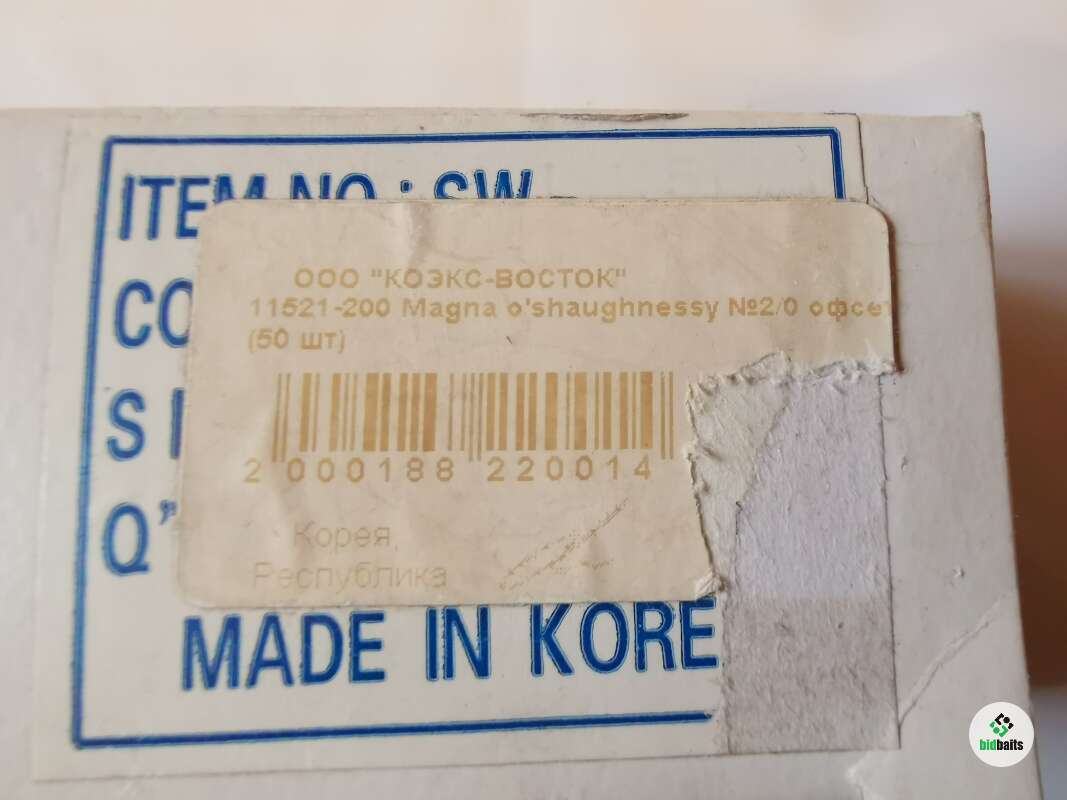 ITEM NO.: SW-
ООО "КОЭКС-ВОСТОК"
CO
11521-200 Magna o'shaughnessy №2/0 офсе
(50 шт)
S
2 000188 220014
Q'
Корея,
Республика
MADE IN KORE
bidbaits